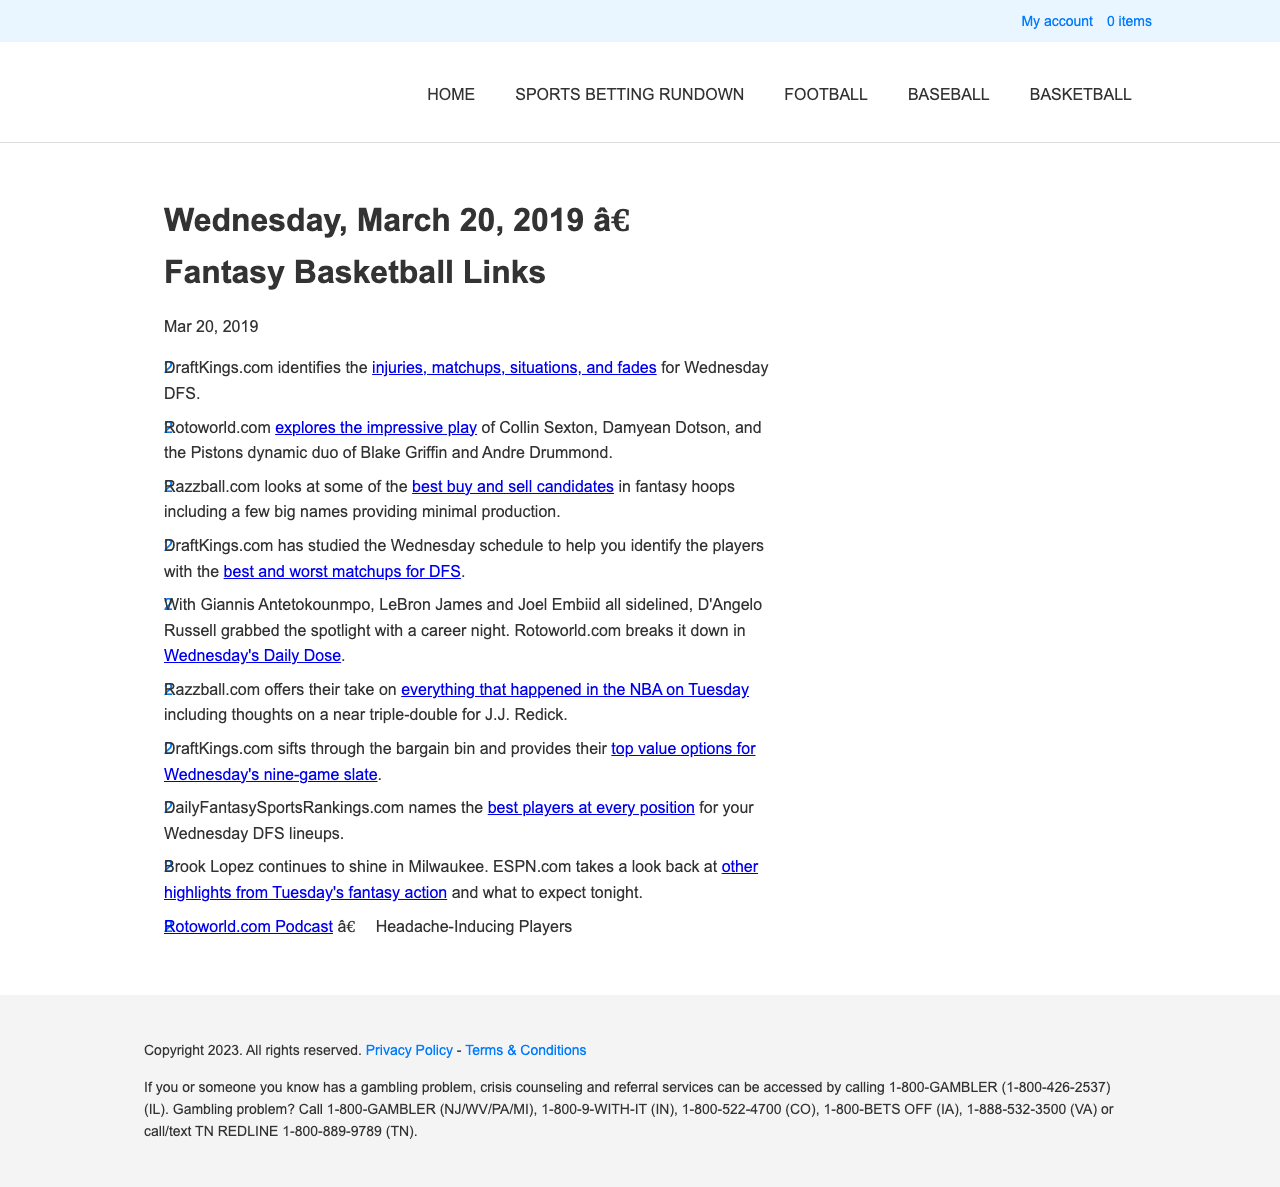 My account 0 items
HOME SPORTS BETTING RUNDOWN FOOTBALL BASEBALL BASKETBALL
Wednesday, March 20, 2019 â€
Fantasy Basketball Links
Mar 20, 2019
DraftKings.com identifies the injuries, matchups, situations, and fades for Wednesday
DFS.
Rotoworld.com explores the impressive play of Collin Sexton, Damyean Dotson, and
the Pistons dynamic duo of Blake Griffin and Andre Drummond.
Razzball.com looks at some of the best buy and sell candidates in fantasy hoops
including a few big names providing minimal production.
DraftKings.com has studied the Wednesday schedule to help you identify the players
with the best and worst matchups for DFS.
With Giannis Antetokounmpo, LeBron James and Joel Embiid all sidelined, D'Angelo
Russell grabbed the spotlight with a career night. Rotoworld.com breaks it down in
Wednesday's Daily Dose.
Razzball.com offers their take on everything that happened in the NBA on Tuesday
including thoughts on a near triple-double for J.J. Redick.
DraftKings.com sifts through the bargain bin and provides their top value options for
Wednesday's nine-game slate.
DailyFantasySportsRankings.com names the best players at every position for your
Wednesday DFS lineups.
Brook Lopez continues to shine in Milwaukee. ESPN.com takes a look back at other
highlights from Tuesday's fantasy action and what to expect tonight.
Rotoworld.com Podcast â€ Headache-Inducing Players
Copyright 2023. All rights reserved. Privacy Policy - Terms & Conditions
If you or someone you know has a gambling problem, crisis counseling and referral services can be accessed by calling 1-800-GAMBLER (1-800-426-2537)
(IL). Gambling problem? Call 1-800-GAMBLER (NJ/WV/PA/MI), 1-800-9-WITH-IT (IN), 1-800-522-4700 (CO), 1-800-BETS OFF (IA), 1-888-532-3500 (VA) or
call/text TN REDLINE 1-800-889-9789 (TN).